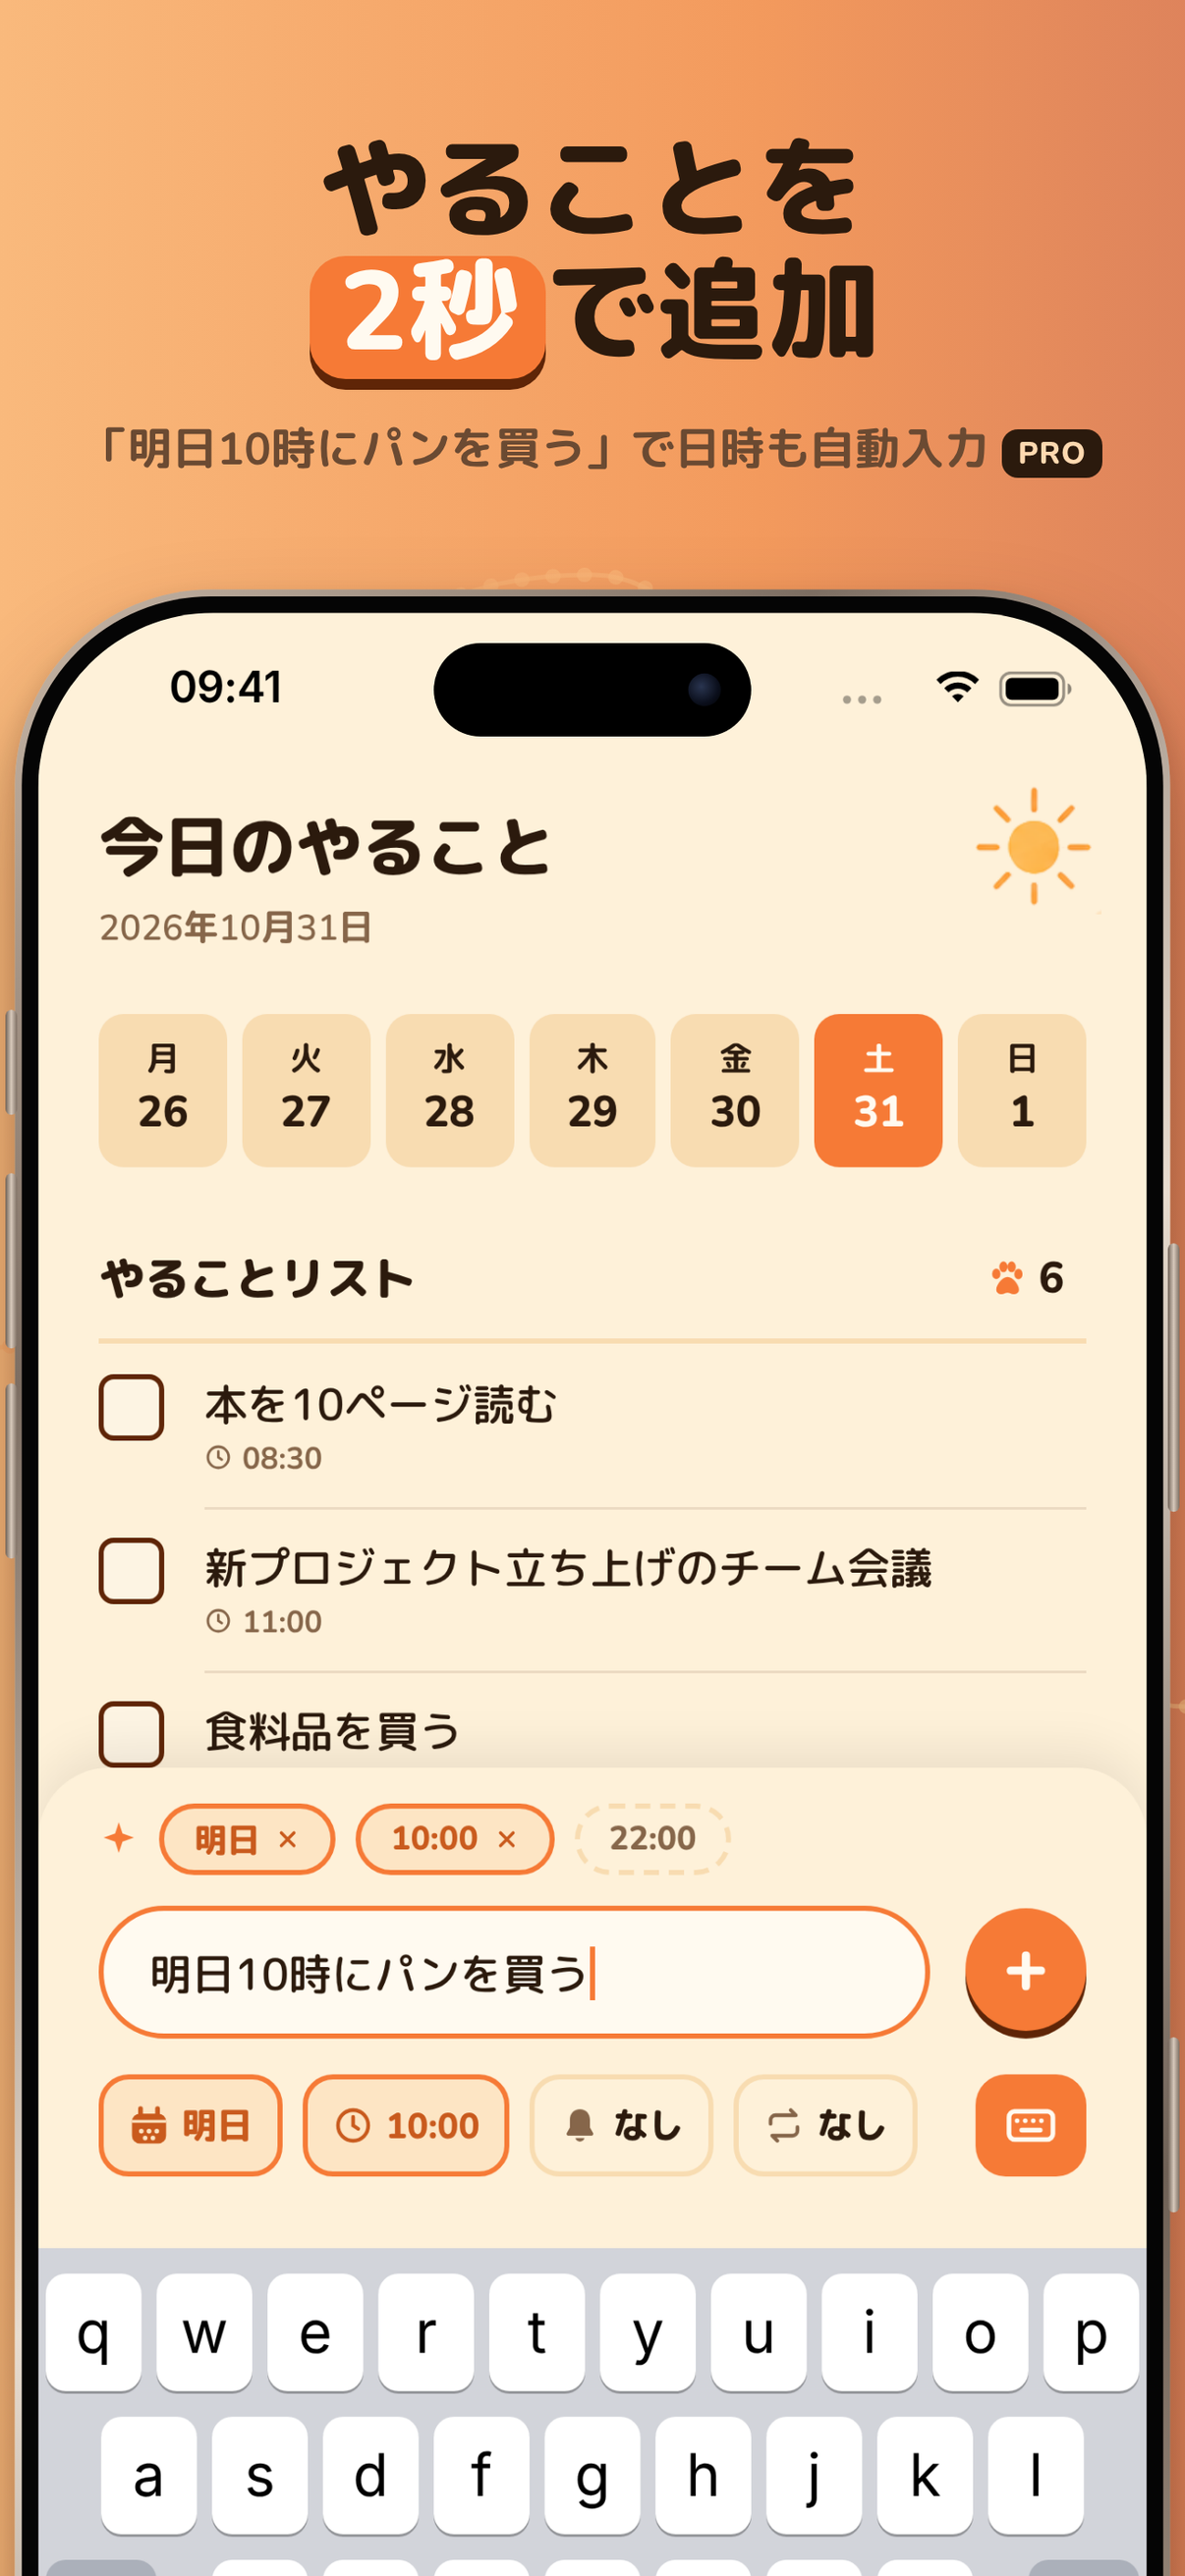 やることを
2秒で追加
「明日10時にパンを買う」で日時も自動入力 PRO
09:41
今日のやること
2026年10月31日
月 火 水 木 金 土 日
26 27 28 29 30 31 1
やることリスト 6
本を10ページ読む
08:30
新プロジェクト立ち上げのチーム会議
11:00
食料品を買う
明日 × 10:00 × 22:00
明日10時にパンを買う
明日 10:00 なし なし
q w e r t y u i o p
a s d f g h j k l